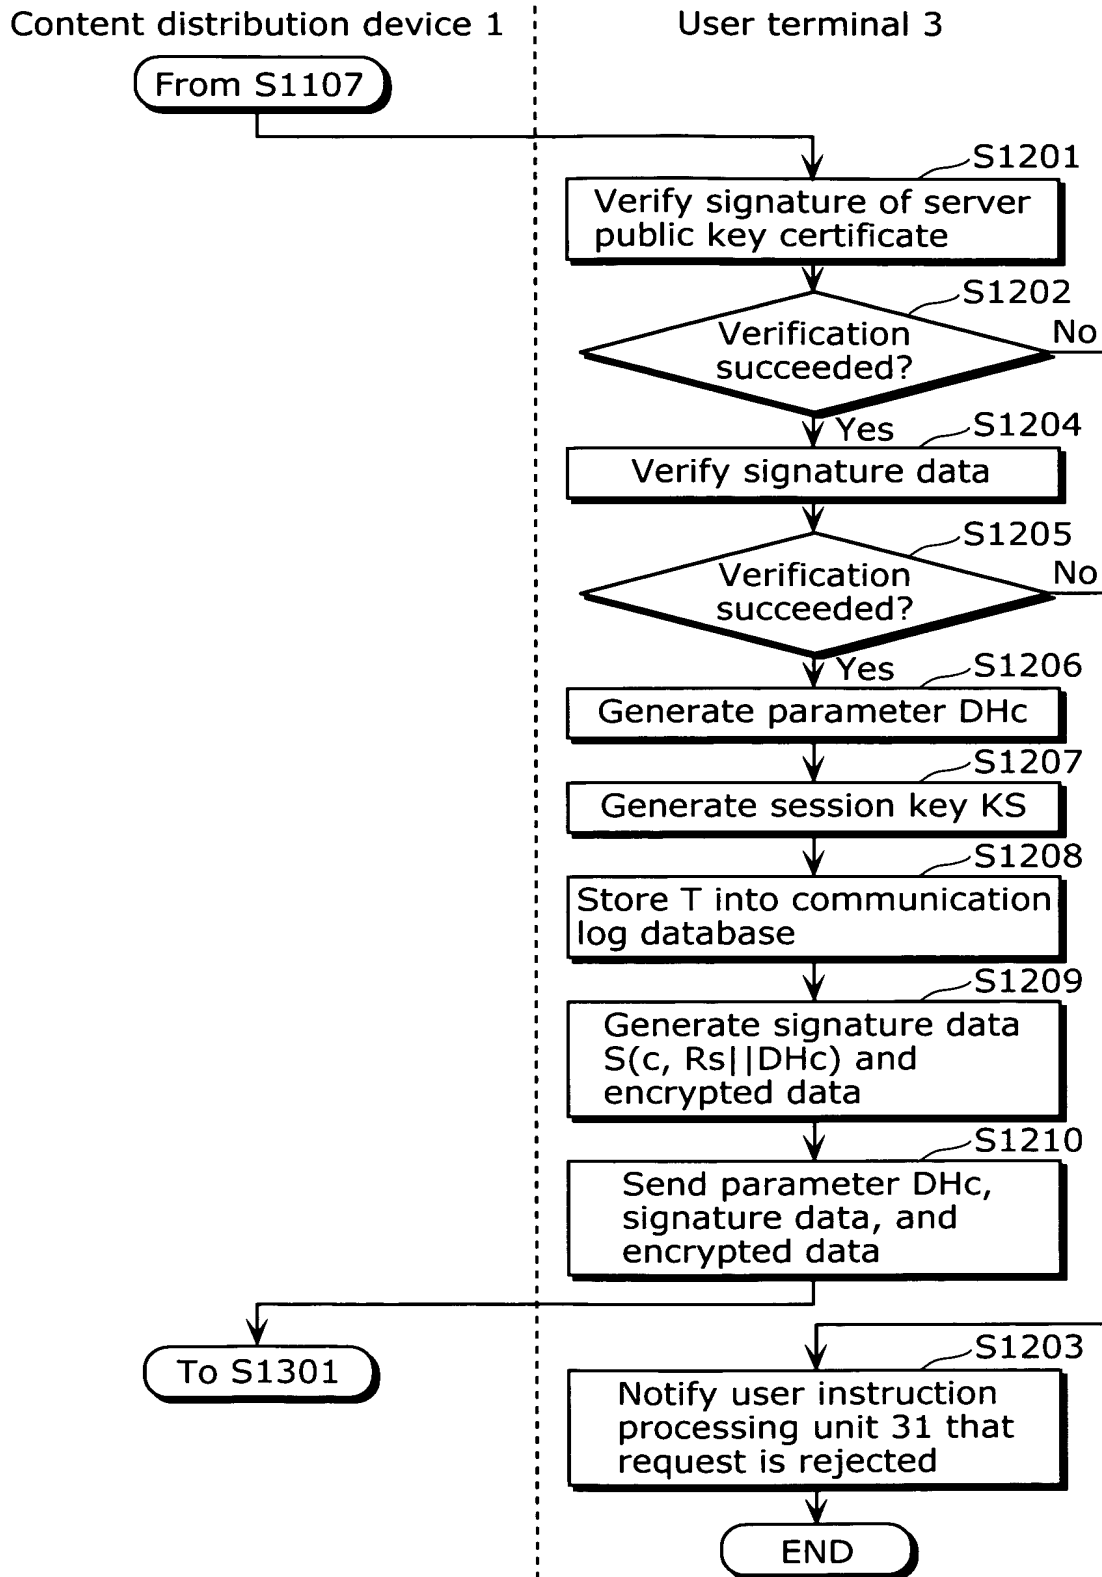 Content distribution device 1
User terminal 3
From S1107
S1201
Verify signature of server
public key certificate
S1202
Verification
succeeded?
No
Yes
S1204
Verify signature data
S1205
Verification
succeeded?
No
Yes
S1206
Generate parameter DHc
S1207
Generate session key KS
S1208
Store T into communication
log database
S1209
Generate signature data
S(c, Rs||DHc) and
encrypted data
S1210
Send parameter DHc,
signature data, and
encrypted data
To S1301
S1203
Notify user instruction
processing unit 31 that
request is rejected
END